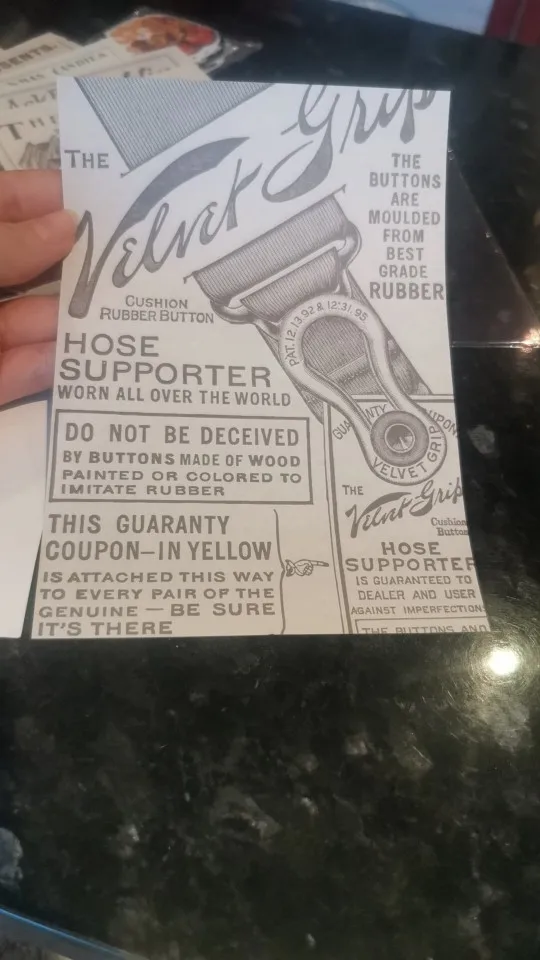 THE
Velvet Grip
CUSHION
RUBBER BUTTON
HOSE
SUPPORTER
WORN ALL OVER THE WORLD
THE
BUTTONS
ARE
MOULDED
FROM
BEST
GRADE
RUBBER
PAT. 12.13.92 & 12.31.95
VELVET GRIP
DO NOT BE DECEIVED
BY BUTTONS MADE OF WOOD
PAINTED OR COLORED TO
IMITATE RUBBER
THIS GUARANTY
COUPON—IN YELLOW
IS ATTACHED THIS WAY
TO EVERY PAIR OF THE
GENUINE — BE SURE
IT'S THERE
THE
Velvet Grip
Cushion
Button
HOSE
SUPPORTER
IS GUARANTEED TO
DEALER AND USER
AGAINST IMPERFECTION
THE BUTTONS AND